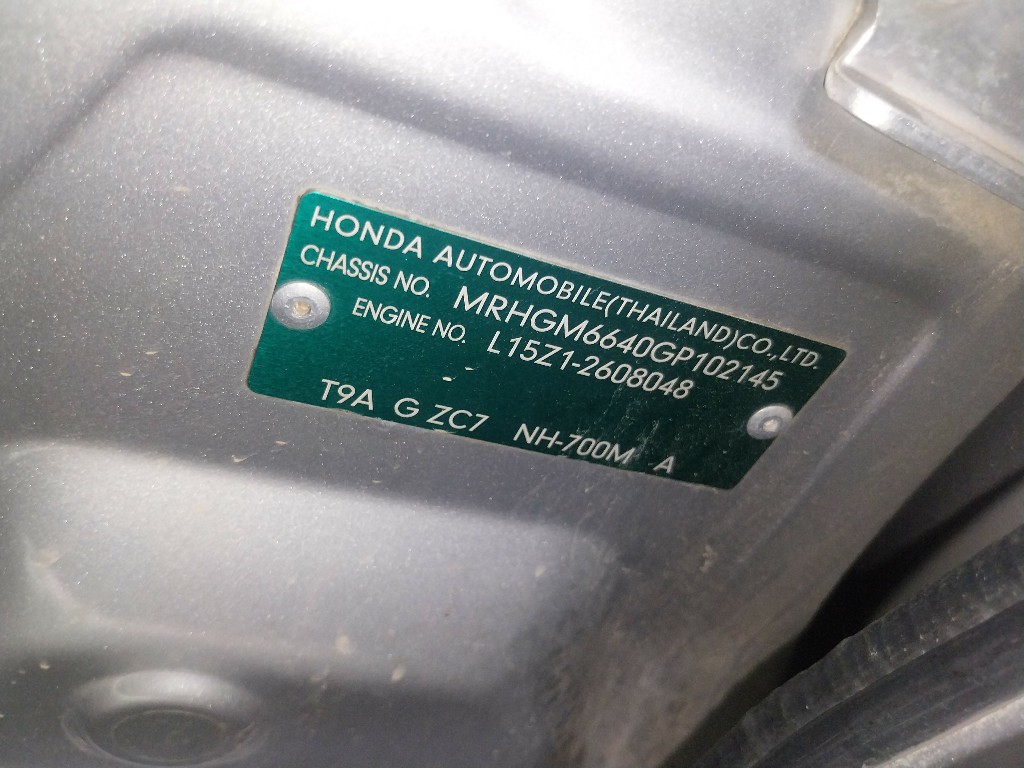 HONDA AUTOMOBILE(THAILAND)CO.,LTD.
CHASSIS NO. MRHGM6640GP102145
ENGINE NO. L15Z1-2608048
T9A G ZC7 NH-700M A